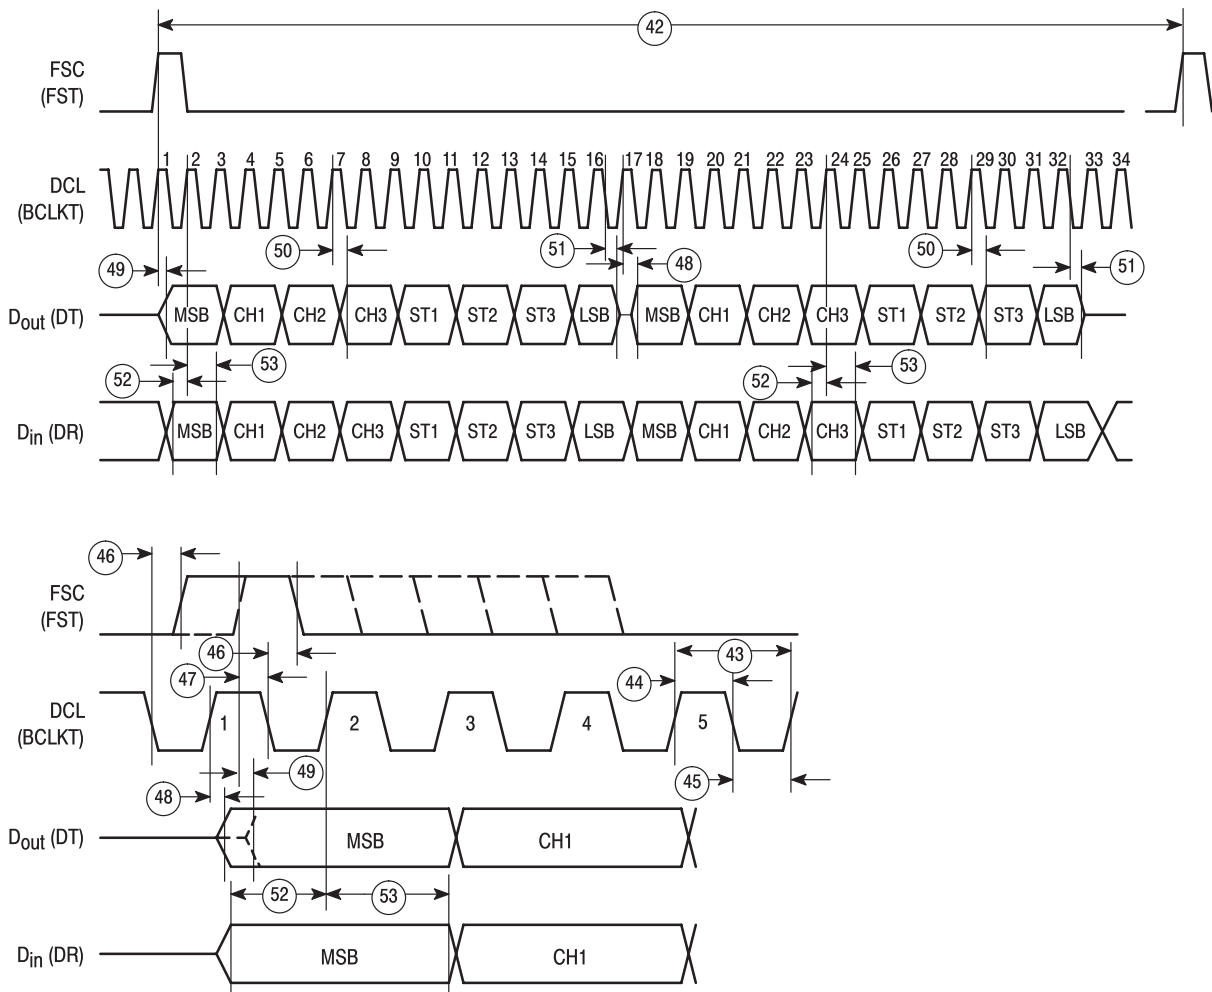 42
FSC
(FST)
1 2 3 4 5 6 7 8 9 10 11 12 13 14 15 16 17 18 19 20 21 22 23 24 25 26 27 28 29 30 31 32 33 34
DCL
(BCLKT)
50 51 48 50 51
49
Dout (DT) MSB CH1 CH2 CH3 ST1 ST2 ST3 LSB MSB CH1 CH2 CH3 ST1 ST2 ST3 LSB
52 53 52 53
Din (DR) MSB CH1 CH2 CH3 ST1 ST2 ST3 LSB MSB CH1 CH2 CH3 ST1 ST2 ST3 LSB
46
FSC
(FST)
46 43
47 44
DCL
(BCLKT)
1 2 3 4 5
49 45
48
Dout (DT) MSB CH1
52 53
Din (DR) MSB CH1